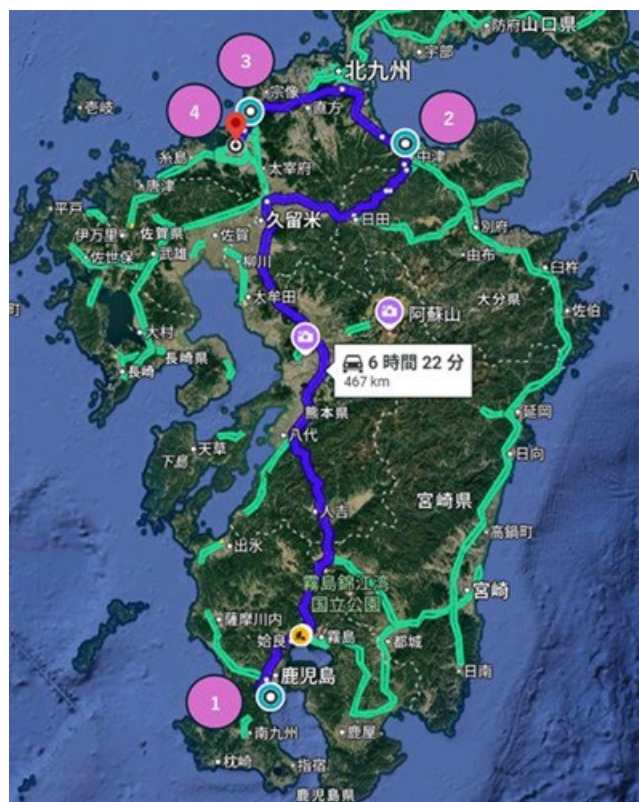 防府
山口県
宇部
3
宗像
北九州
壱岐
4
直方
2
中津
糸島
太宰府
唐津
平戸
久留米
日田
別府
伊万里
佐賀県
佐賀
由布
佐世保
武雄
柳川
臼杵
大分県
大牟田
佐伯
阿蘇山
大村
6 時間 22 分
467 km
長崎県
長崎
熊本県
延岡
八代
天草
下島
日向
宮崎県
人吉
高鍋町
出水
霧島錦江湾
国立公園
宮崎
薩摩川内
姶良
霧島
都城
鹿児島
日南
1
南九州
鹿屋
枕崎
指宿
鹿児島県